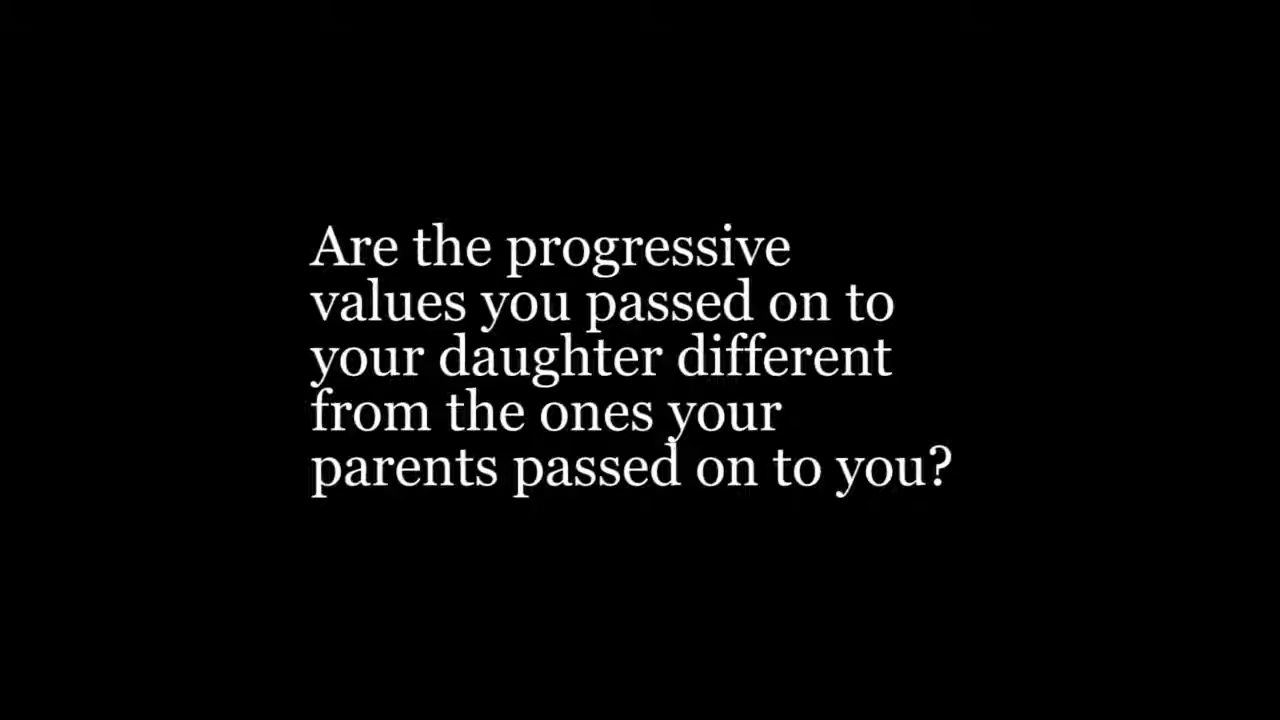 Are the progressive
values you passed on to
your daughter different
from the ones your
parents passed on to you?